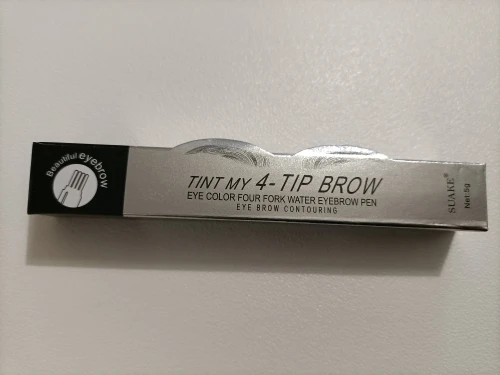 Beautiful eyebrow
TINT MY 4-TIP BROW
EYE COLOR FOUR FORK WATER EYEBROW PEN
EYE BROW CONTOURING
SUAKE®
Net:5g